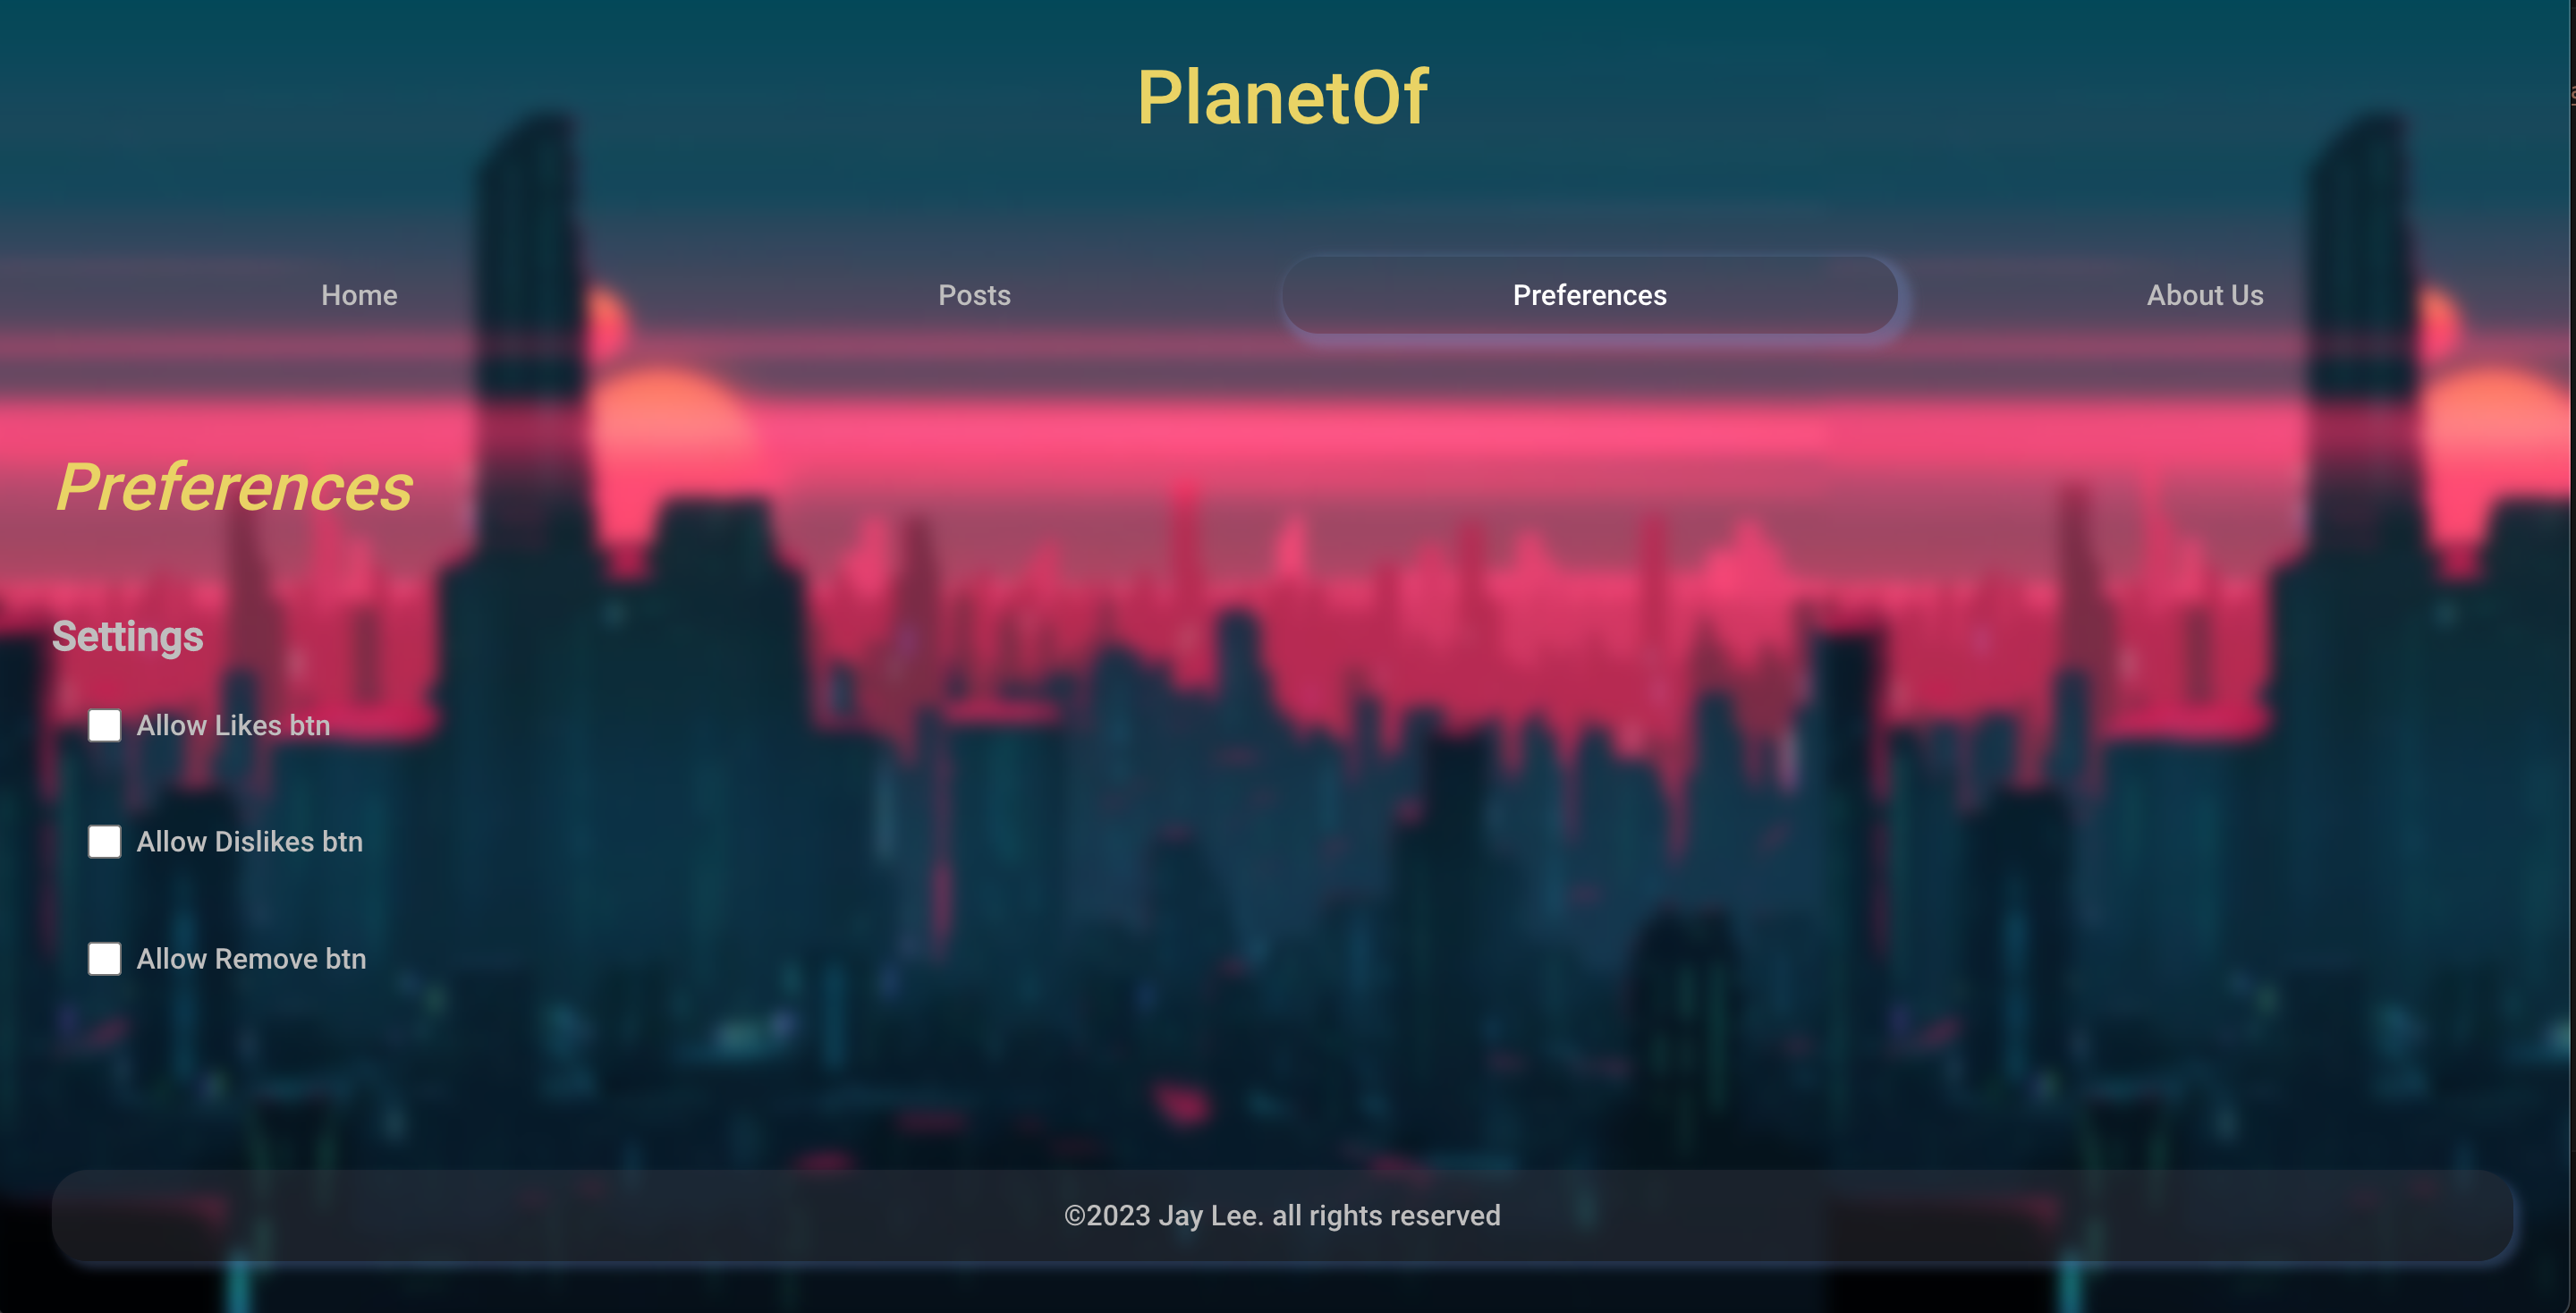 PlanetOf
Home Posts Preferences About Us
Preferences
Settings
Allow Likes btn
Allow Dislikes btn
Allow Remove btn
©2023 Jay Lee. all rights reserved